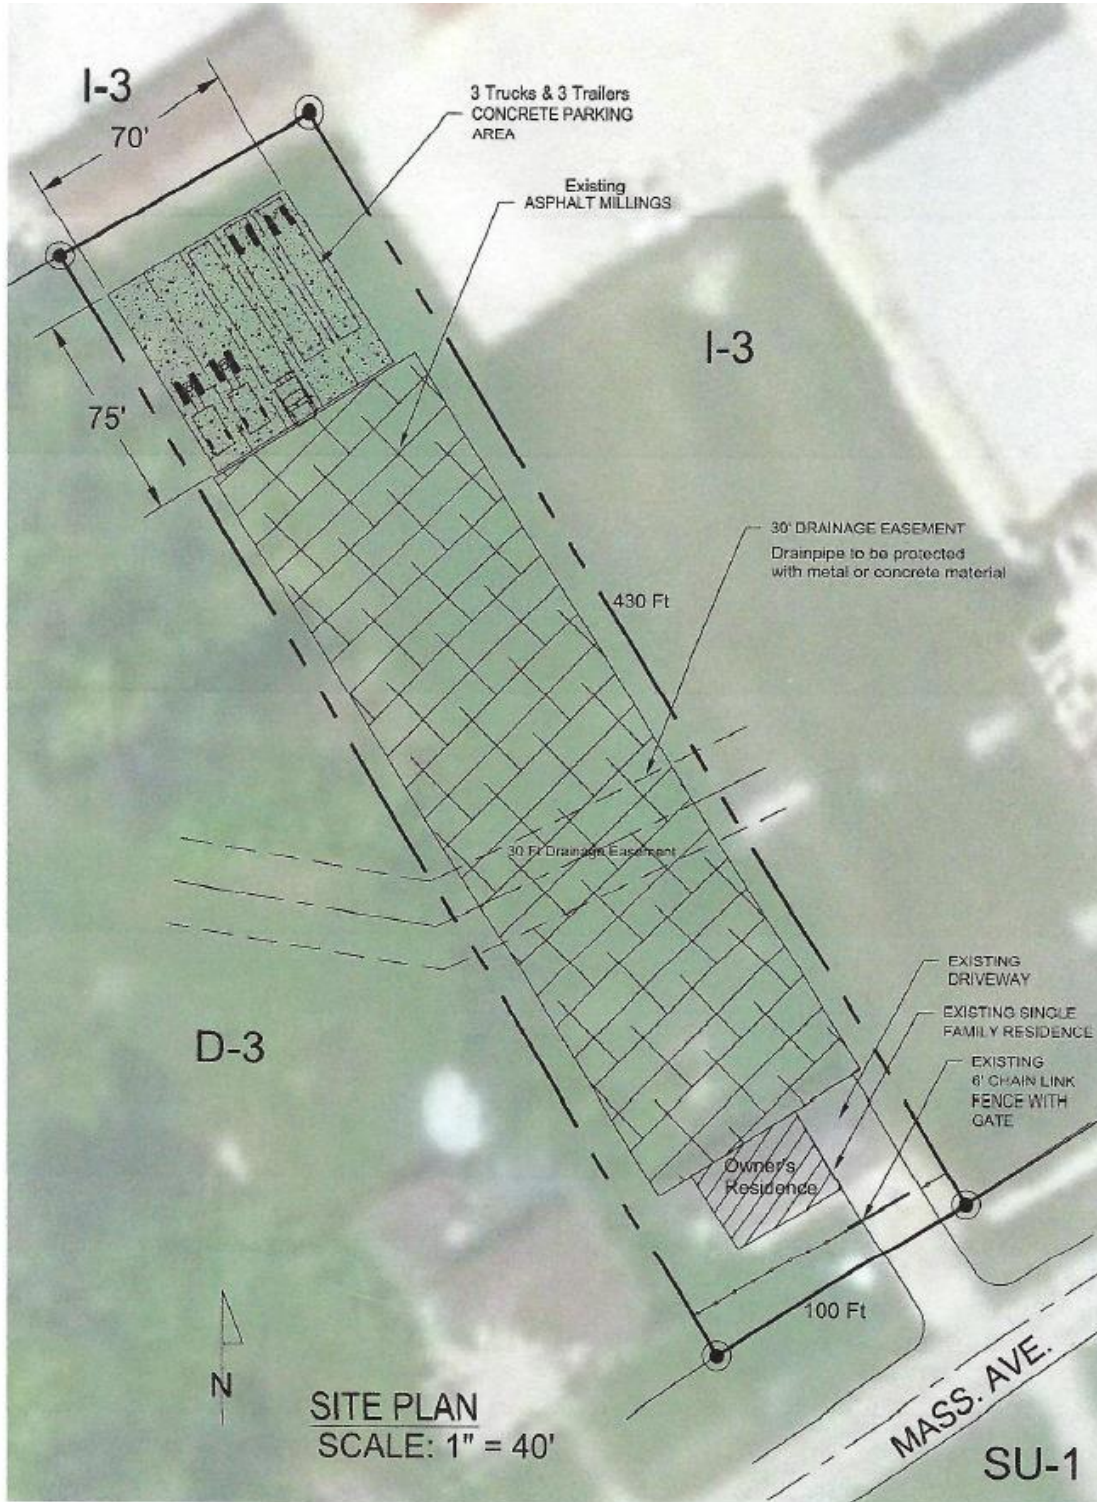 I-3
70'
3 Trucks & 3 Trailers
CONCRETE PARKING
AREA
Existing
ASPHALT MILLINGS
I-3
75'
30' DRAINAGE EASEMENT
Drainpipe to be protected
with metal or concrete material
430 Ft
30 Ft Drainage Easement
EXISTING
DRIVEWAY
EXISTING SINGLE
FAMILY RESIDENCE
EXISTING
6' CHAIN LINK
FENCE WITH
GATE
D-3
Owner's
Residence
100 Ft
N
SITE PLAN
SCALE: 1" = 40'
MASS. AVE.
SU-1